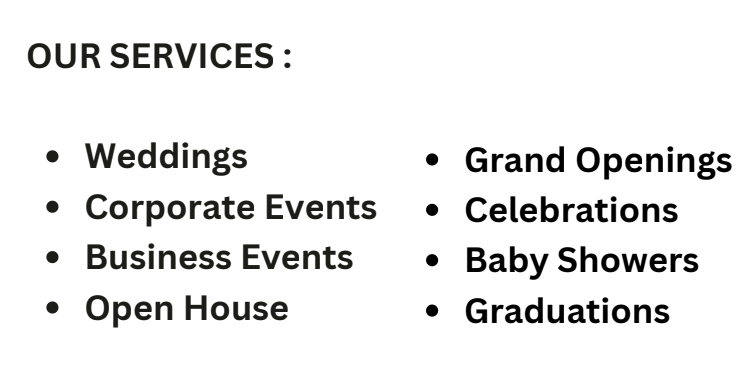 OUR SERVICES :
• Weddings
• Corporate Events
• Business Events
• Open House
• Grand Openings
• Celebrations
• Baby Showers
• Graduations